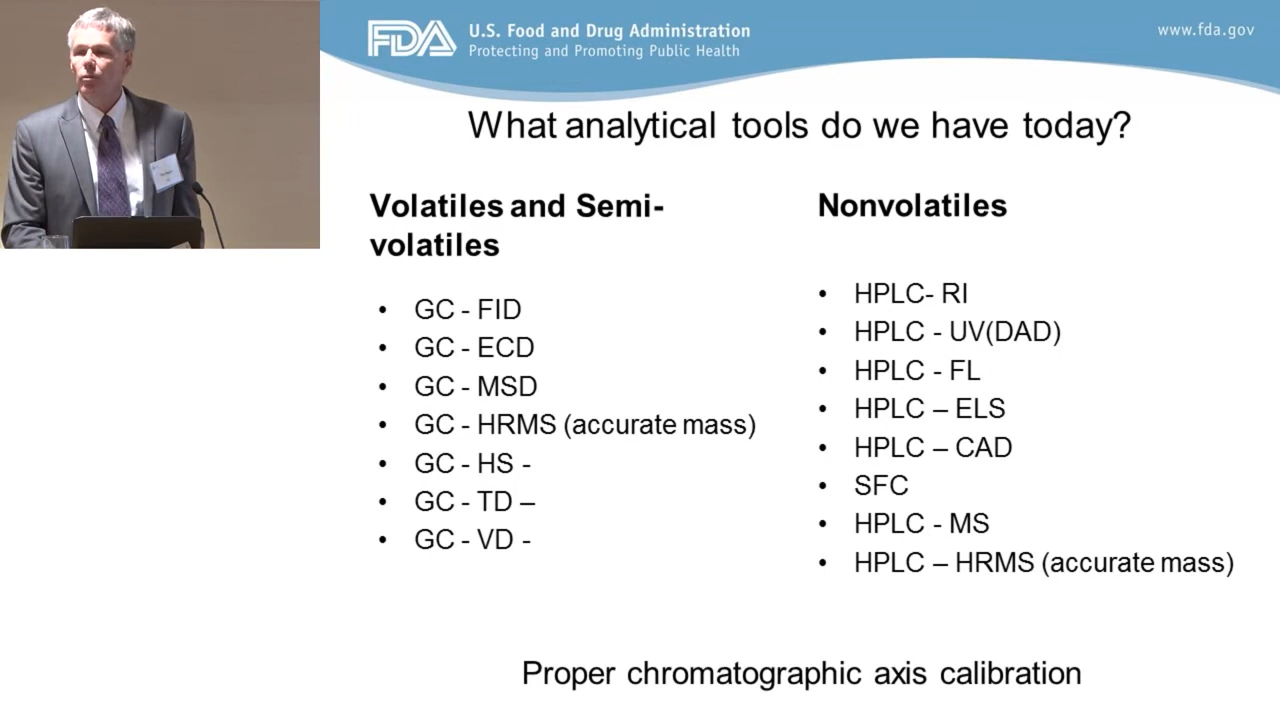 FDA
U.S. Food and Drug Administration
Protecting and Promoting Public Health
www.fda.gov
What analytical tools do we have today?
Volatiles and Semi-
volatiles
• GC - FID
• GC - ECD
• GC - MSD
• GC - HRMS (accurate mass)
• GC - HS -
• GC - TD –
• GC - VD -
Nonvolatiles
• HPLC- RI
• HPLC - UV(DAD)
• HPLC - FL
• HPLC – ELS
• HPLC – CAD
• SFC
• HPLC - MS
• HPLC – HRMS (accurate mass)
Proper chromatographic axis calibration